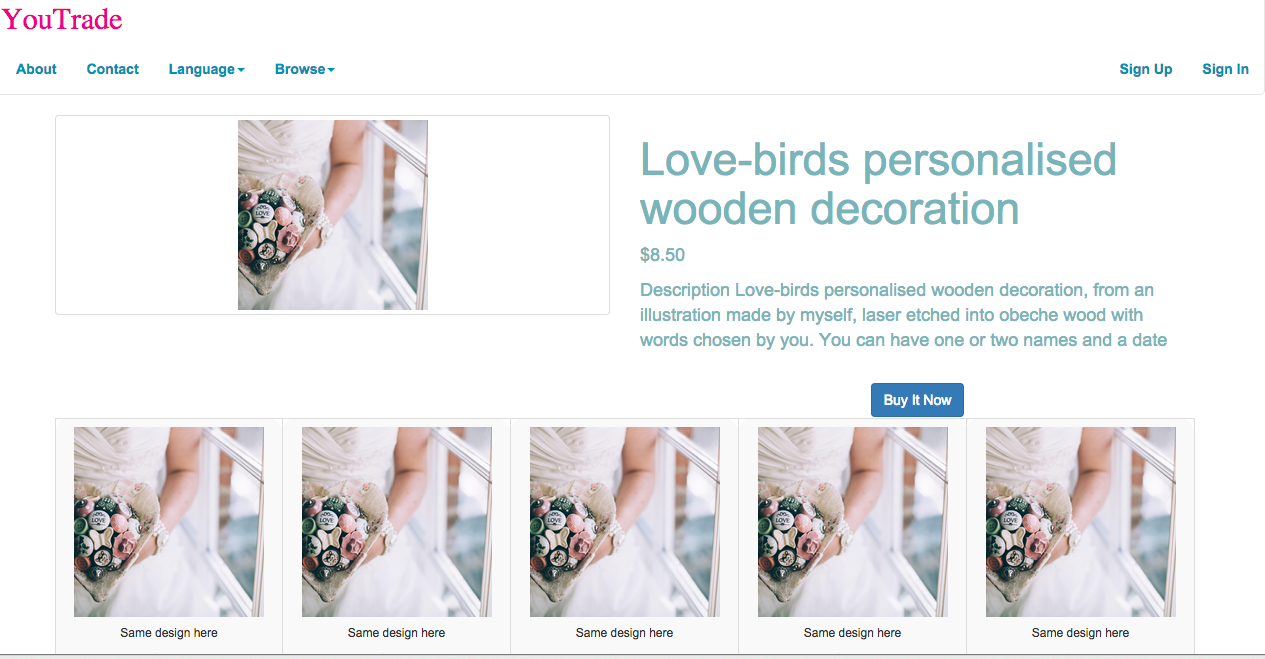 YouTrade
About Contact Language Browse Sign Up Sign In
LOVE
Love-birds personalised
wooden decoration
$8.50
Description Love-birds personalised wooden decoration, from an
illustration made by myself, laser etched into obeche wood with
words chosen by you. You can have one or two names and a date
Buy It Now
LOVE LOVE LOVE LOVE LOVE
Same design here Same design here Same design here Same design here Same design here